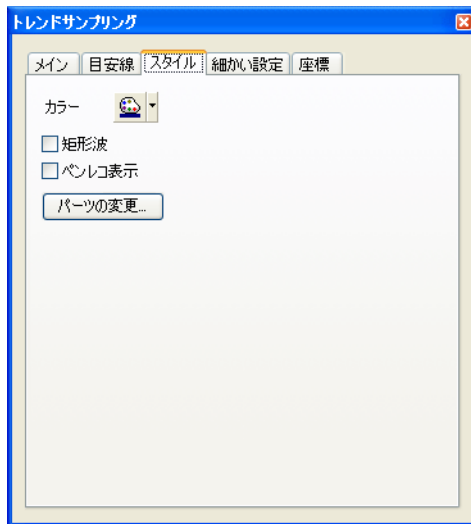 トレンドサンプリング
メイン 目安線 スタイル 細かい設定 座標
カラー
矩形波
ペンレコ表示
パーツの変更...